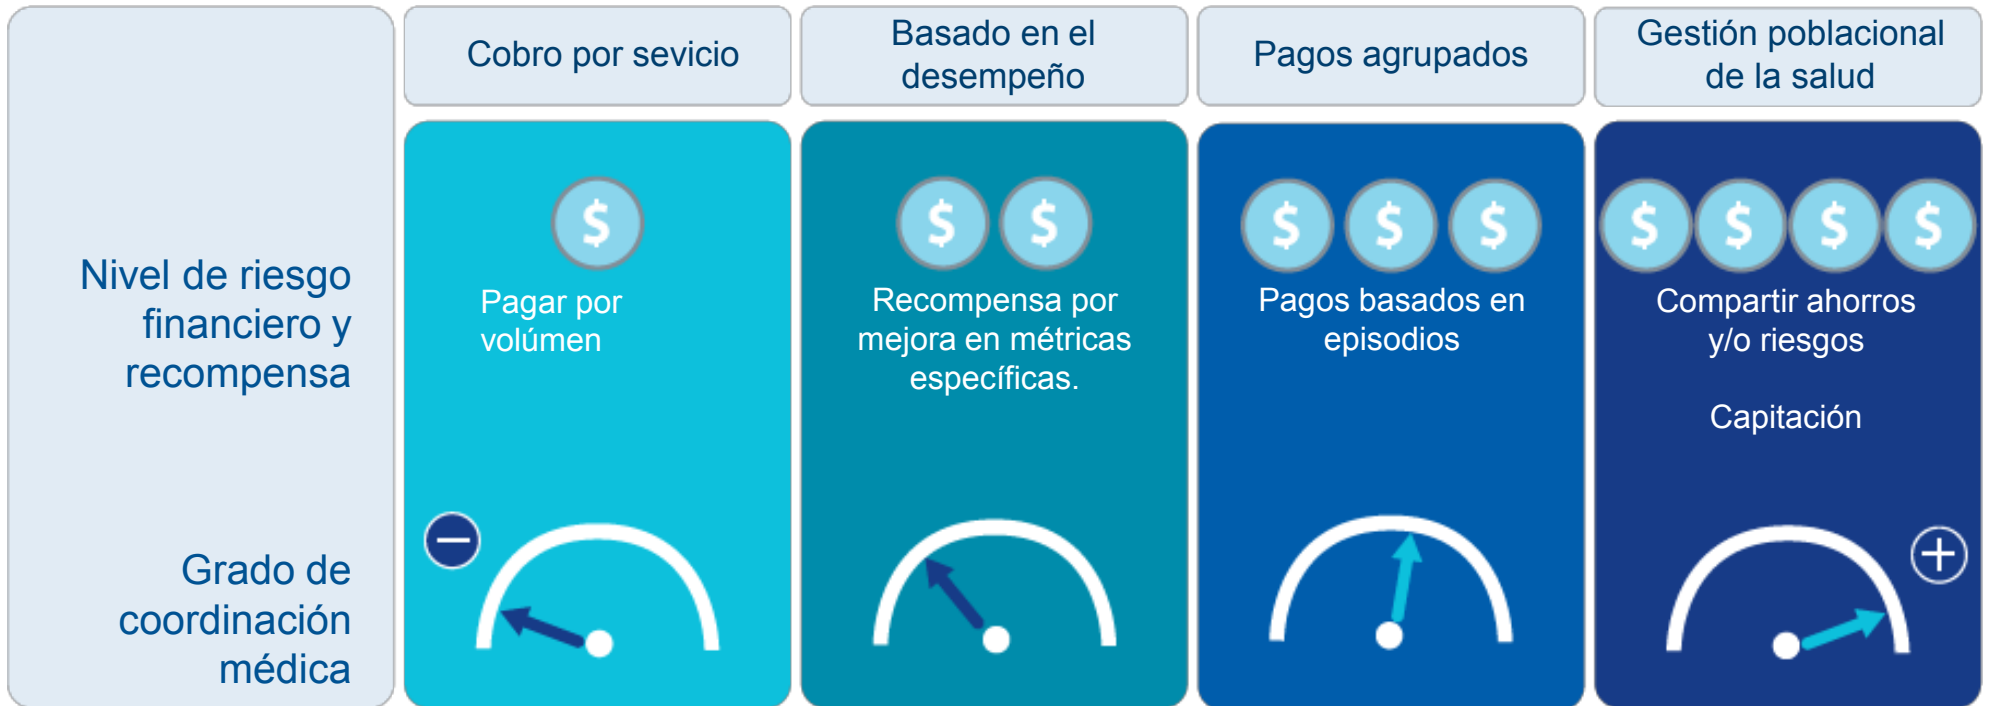 Cobro por sevicio
Basado en el
desempeño
Pagos agrupados
Gestión poblacional
de la salud
Nivel de riesgo
financiero y
recompensa
$
Pagar por
volúmen
$ $
Recompensa por
mejora en métricas
específicas.
$ $ $
Pagos basados en
episodios
$ $ $ $
Compartir ahorros
y/o riesgos
Capitación
Grado de
coordinación
médica
−
+